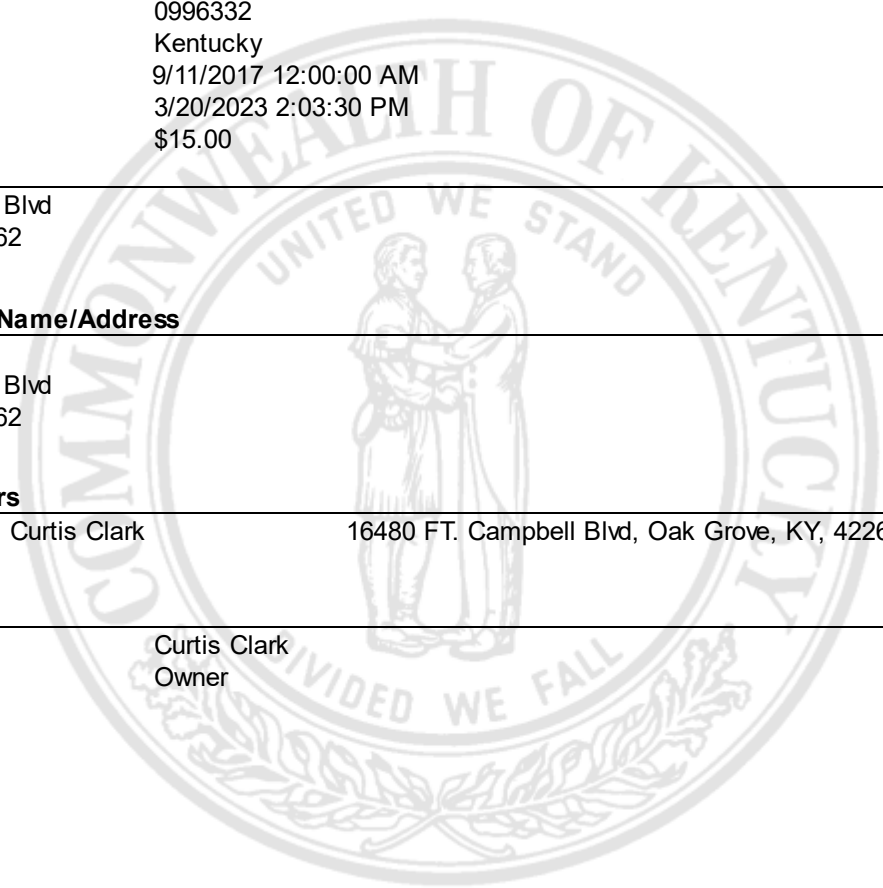 0996332
Kentucky
9/11/2017 12:00:00 AM
3/20/2023 2:03:30 PM
$15.00
Blvd
62
Name/Address
Blvd
62
rs
Curtis Clark 16480 FT. Campbell Blvd, Oak Grove, KY, 4226
Curtis Clark
Owner
COMMONWEALTH OF KENTUCKY
UNITED WE STAND
DIVIDED WE FALL